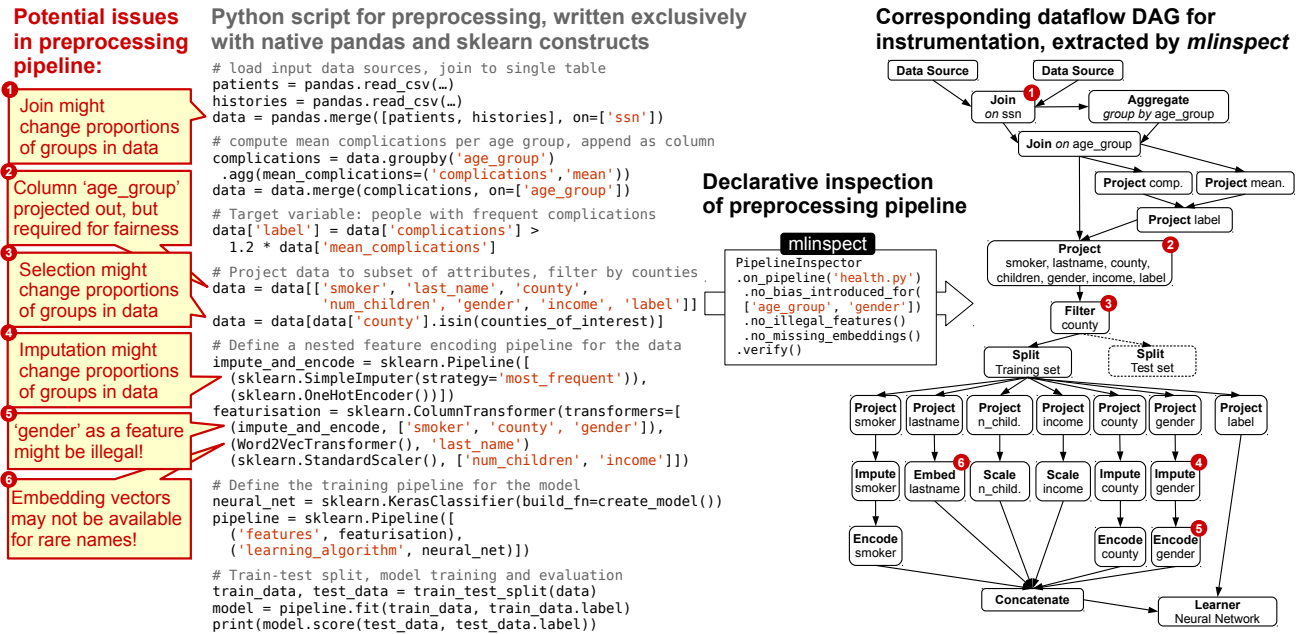 Potential issues
in preprocessing
pipeline:
1
Join might
change proportions
of groups in data
2
Column ‘age_group’
projected out, but
required for fairness
3
Selection might
change proportions
of groups in data
4
Imputation might
change proportions
of groups in data
5
‘gender’ as a feature
might be illegal!
6
Embedding vectors
may not be available
for rare names!
Python script for preprocessing, written exclusively
with native pandas and sklearn constructs
# load input data sources, join to single table
patients = pandas.read_csv(…)
histories = pandas.read_csv(…)
data = pandas.merge([patients, histories], on=['ssn'])
# compute mean complications per age group, append as column
complications = data.groupby('age_group')
.agg(mean_complications=('complications','mean'))
data = data.merge(complications, on=['age_group'])
# Target variable: people with frequent complications
data['label'] = data['complications'] >
1.2 * data['mean_complications']
# Project data to subset of attributes, filter by counties
data = data[['smoker', 'last_name', 'county',
'num_children', 'gender', 'income', 'label']]
data = data[data['county'].isin(counties_of_interest)]
# Define a nested feature encoding pipeline for the data
impute_and_encode = sklearn.Pipeline([
(sklearn.SimpleImputer(strategy='most_frequent')),
(sklearn.OneHotEncoder())])
featurisation = sklearn.ColumnTransformer(transformers=[
(impute_and_encode, ['smoker', 'county', 'gender']),
(Word2VecTransformer(), 'last_name')
(sklearn.StandardScaler(), ['num_children', 'income']])
# Define the training pipeline for the model
neural_net = sklearn.KerasClassifier(build_fn=create_model())
pipeline = sklearn.Pipeline([
('features', featurisation),
('learning_algorithm', neural_net)])
# Train-test split, model training and evaluation
train_data, test_data = train_test_split(data)
model = pipeline.fit(train_data, train_data.label)
print(model.score(test_data, test_data.label))
Declarative inspection
of preprocessing pipeline
mlinspect
PipelineInspector
.on_pipeline('health.py')
.no_bias_introduced_for(
['age_group', 'gender'])
.no_illegal_features()
.no_missing_embeddings()
.verify()
Corresponding dataflow DAG for
instrumentation, extracted by mlinspect
Data Source
Data Source
1
Join
on ssn
Aggregate
group by age_group
Join on age_group
Project comp.
Project mean.
Project label
2
Project
smoker, lastname, county,
children, gender, income, label
3
Filter
county
Split
Training set
Split
Test set
Project
smoker
Project
lastname
Project
n_child.
Project
income
Project
county
Project
gender
Project
label
Impute
smoker
6
Embed
lastname
Scale
n_child.
Scale
income
Impute
county
4
Impute
gender
Encode
smoker
Encode
county
5
Encode
gender
Concatenate
Learner
Neural Network